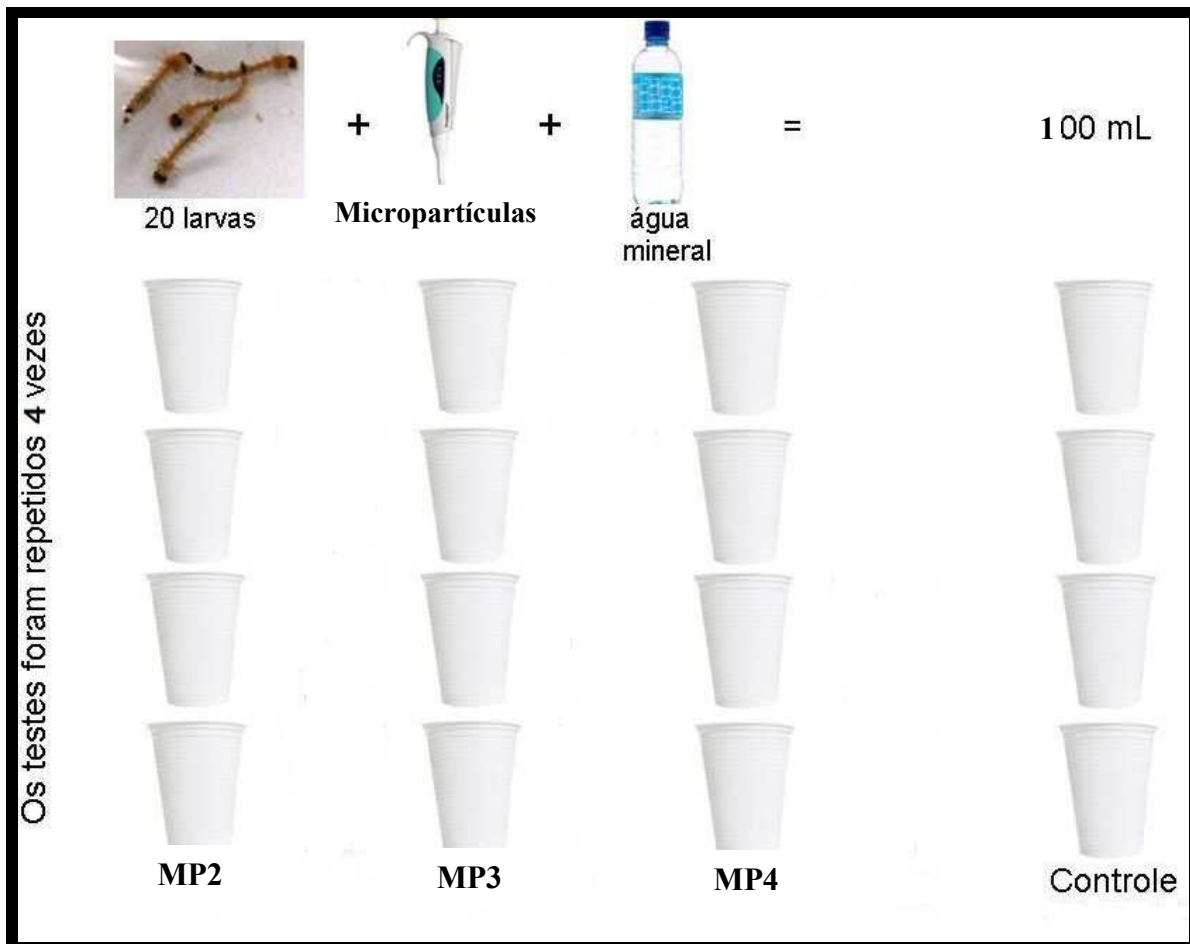 +
+
=
100 mL
20 larvas
Micropartículas
água
mineral
Os testes foram repetidos 4 vezes
MP2
MP3
MP4
Controle